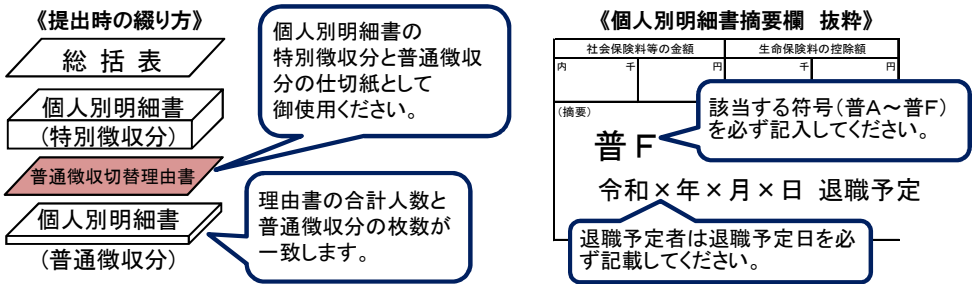 《提出時の綴り方》
総 括 表
個人別明細書
(特別徴収分)
普通徴収切替理由書
個人別明細書
(普通徴収分)
個人別明細書の
特別徴収分と普通徴収
分の仕切紙として
御使用ください。
理由書の合計人数と
普通徴収分の枚数が
一致します。
《個人別明細書摘要欄 抜粋》
社会保険料等の金額 生命保険料の控除額
内 千 円 千 円
(摘要)
普F
該当する符号(普A～普F)
を必ず記入してください。
令和×年×月×日 退職予定
退職予定者は退職予定日を必
ず記載してください。